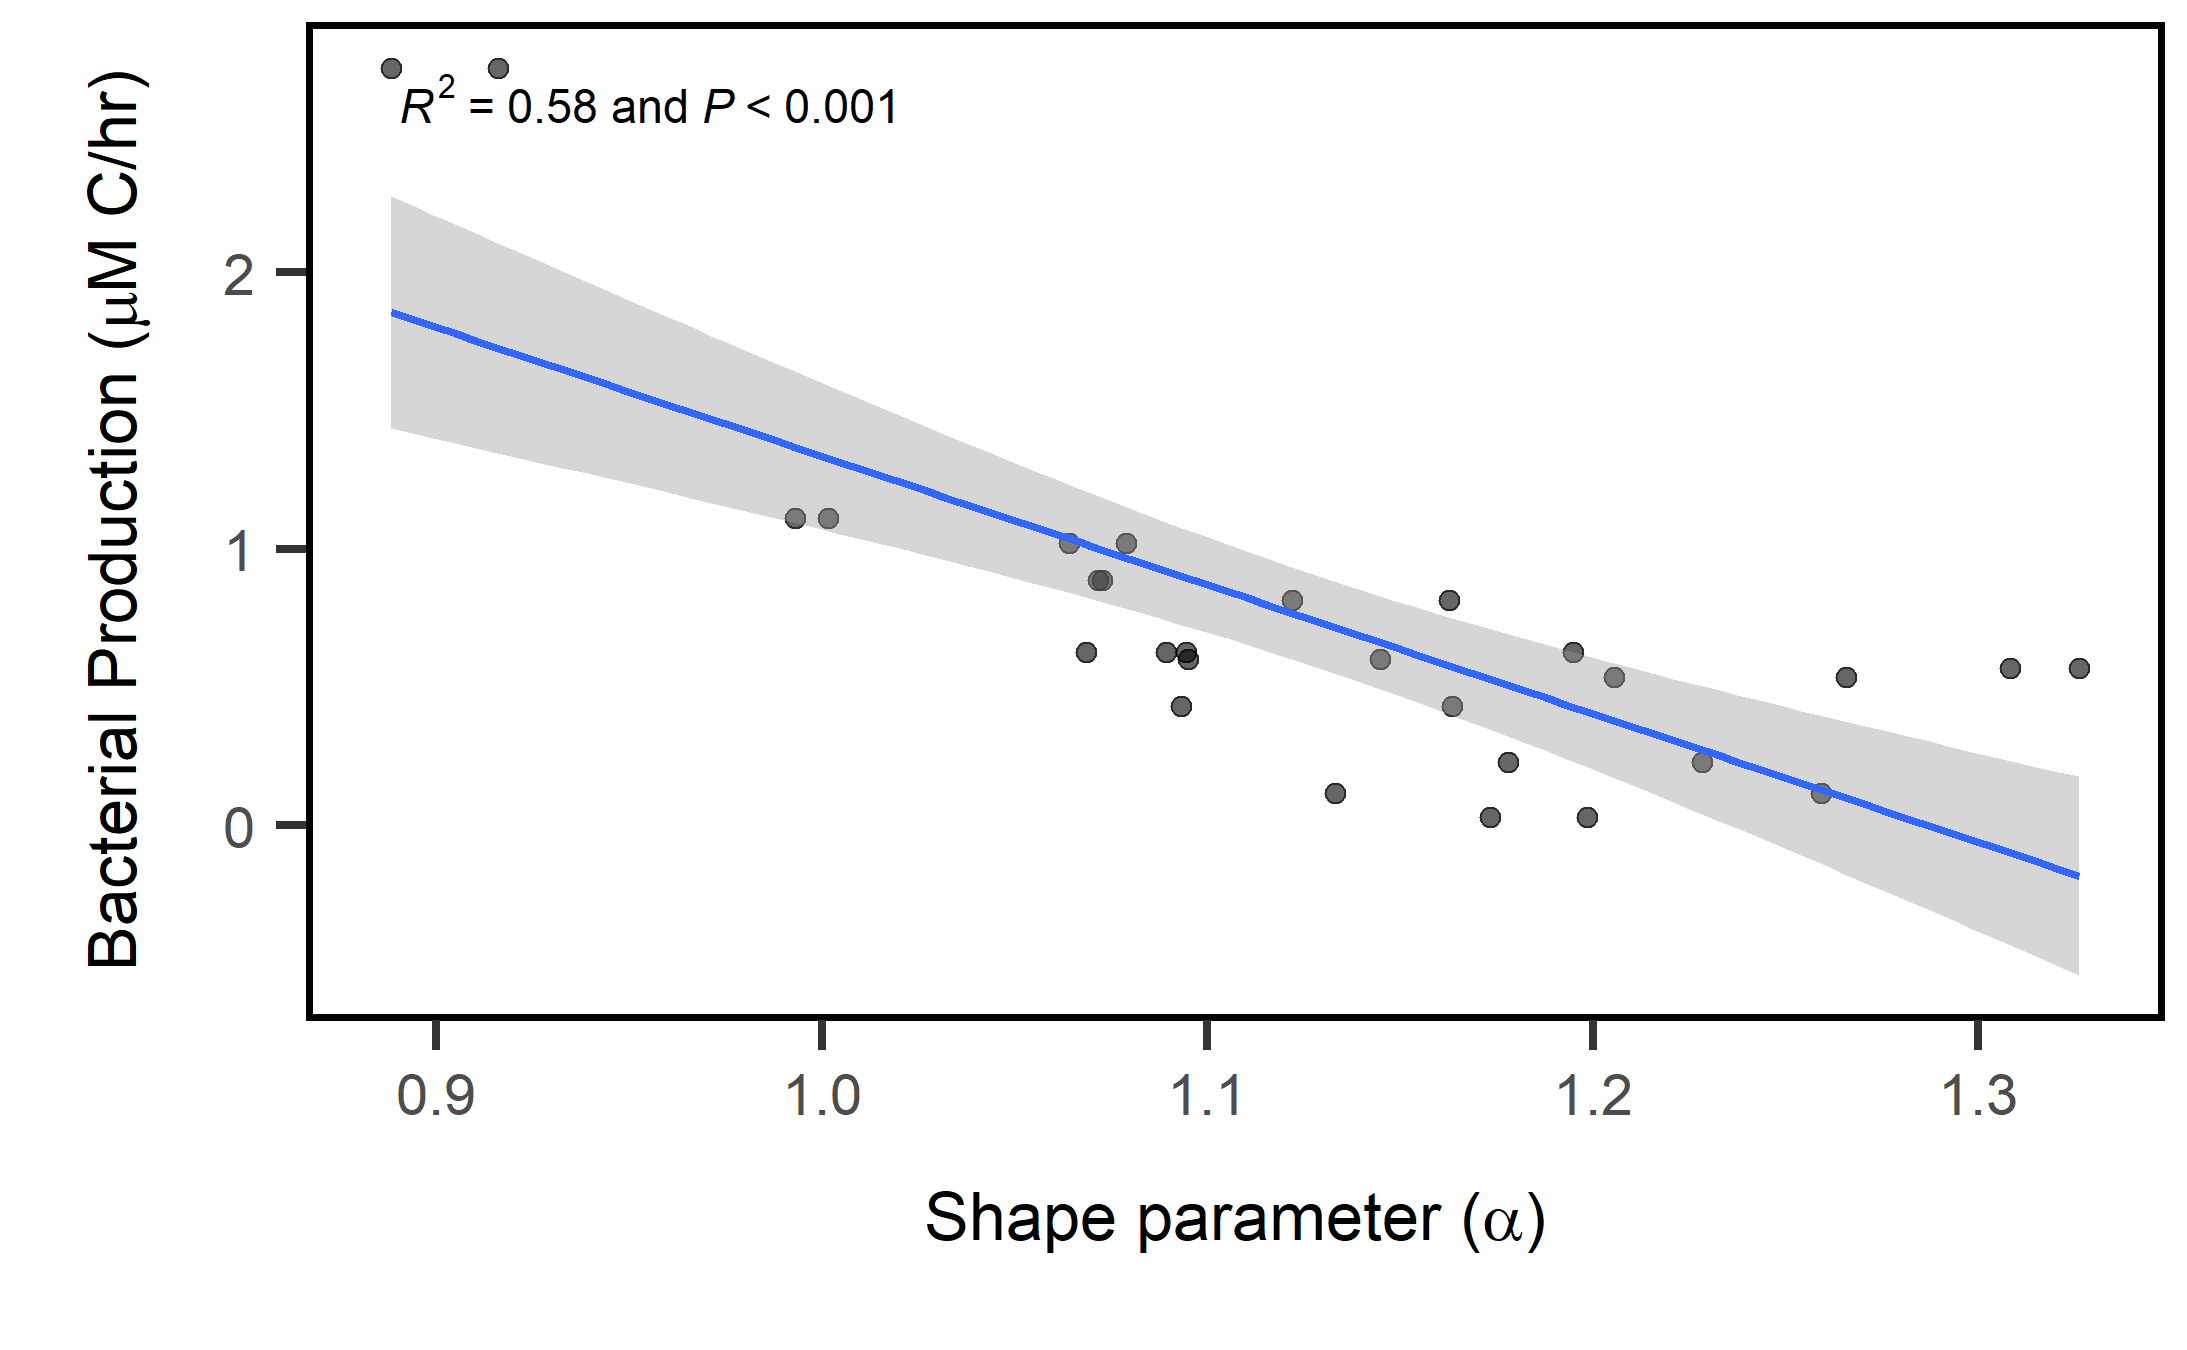 R² = 0.58 and P < 0.001
Bacterial Production (μM C/hr)
2
1
0
0.9 1.0 1.1 1.2 1.3
Shape parameter (α)